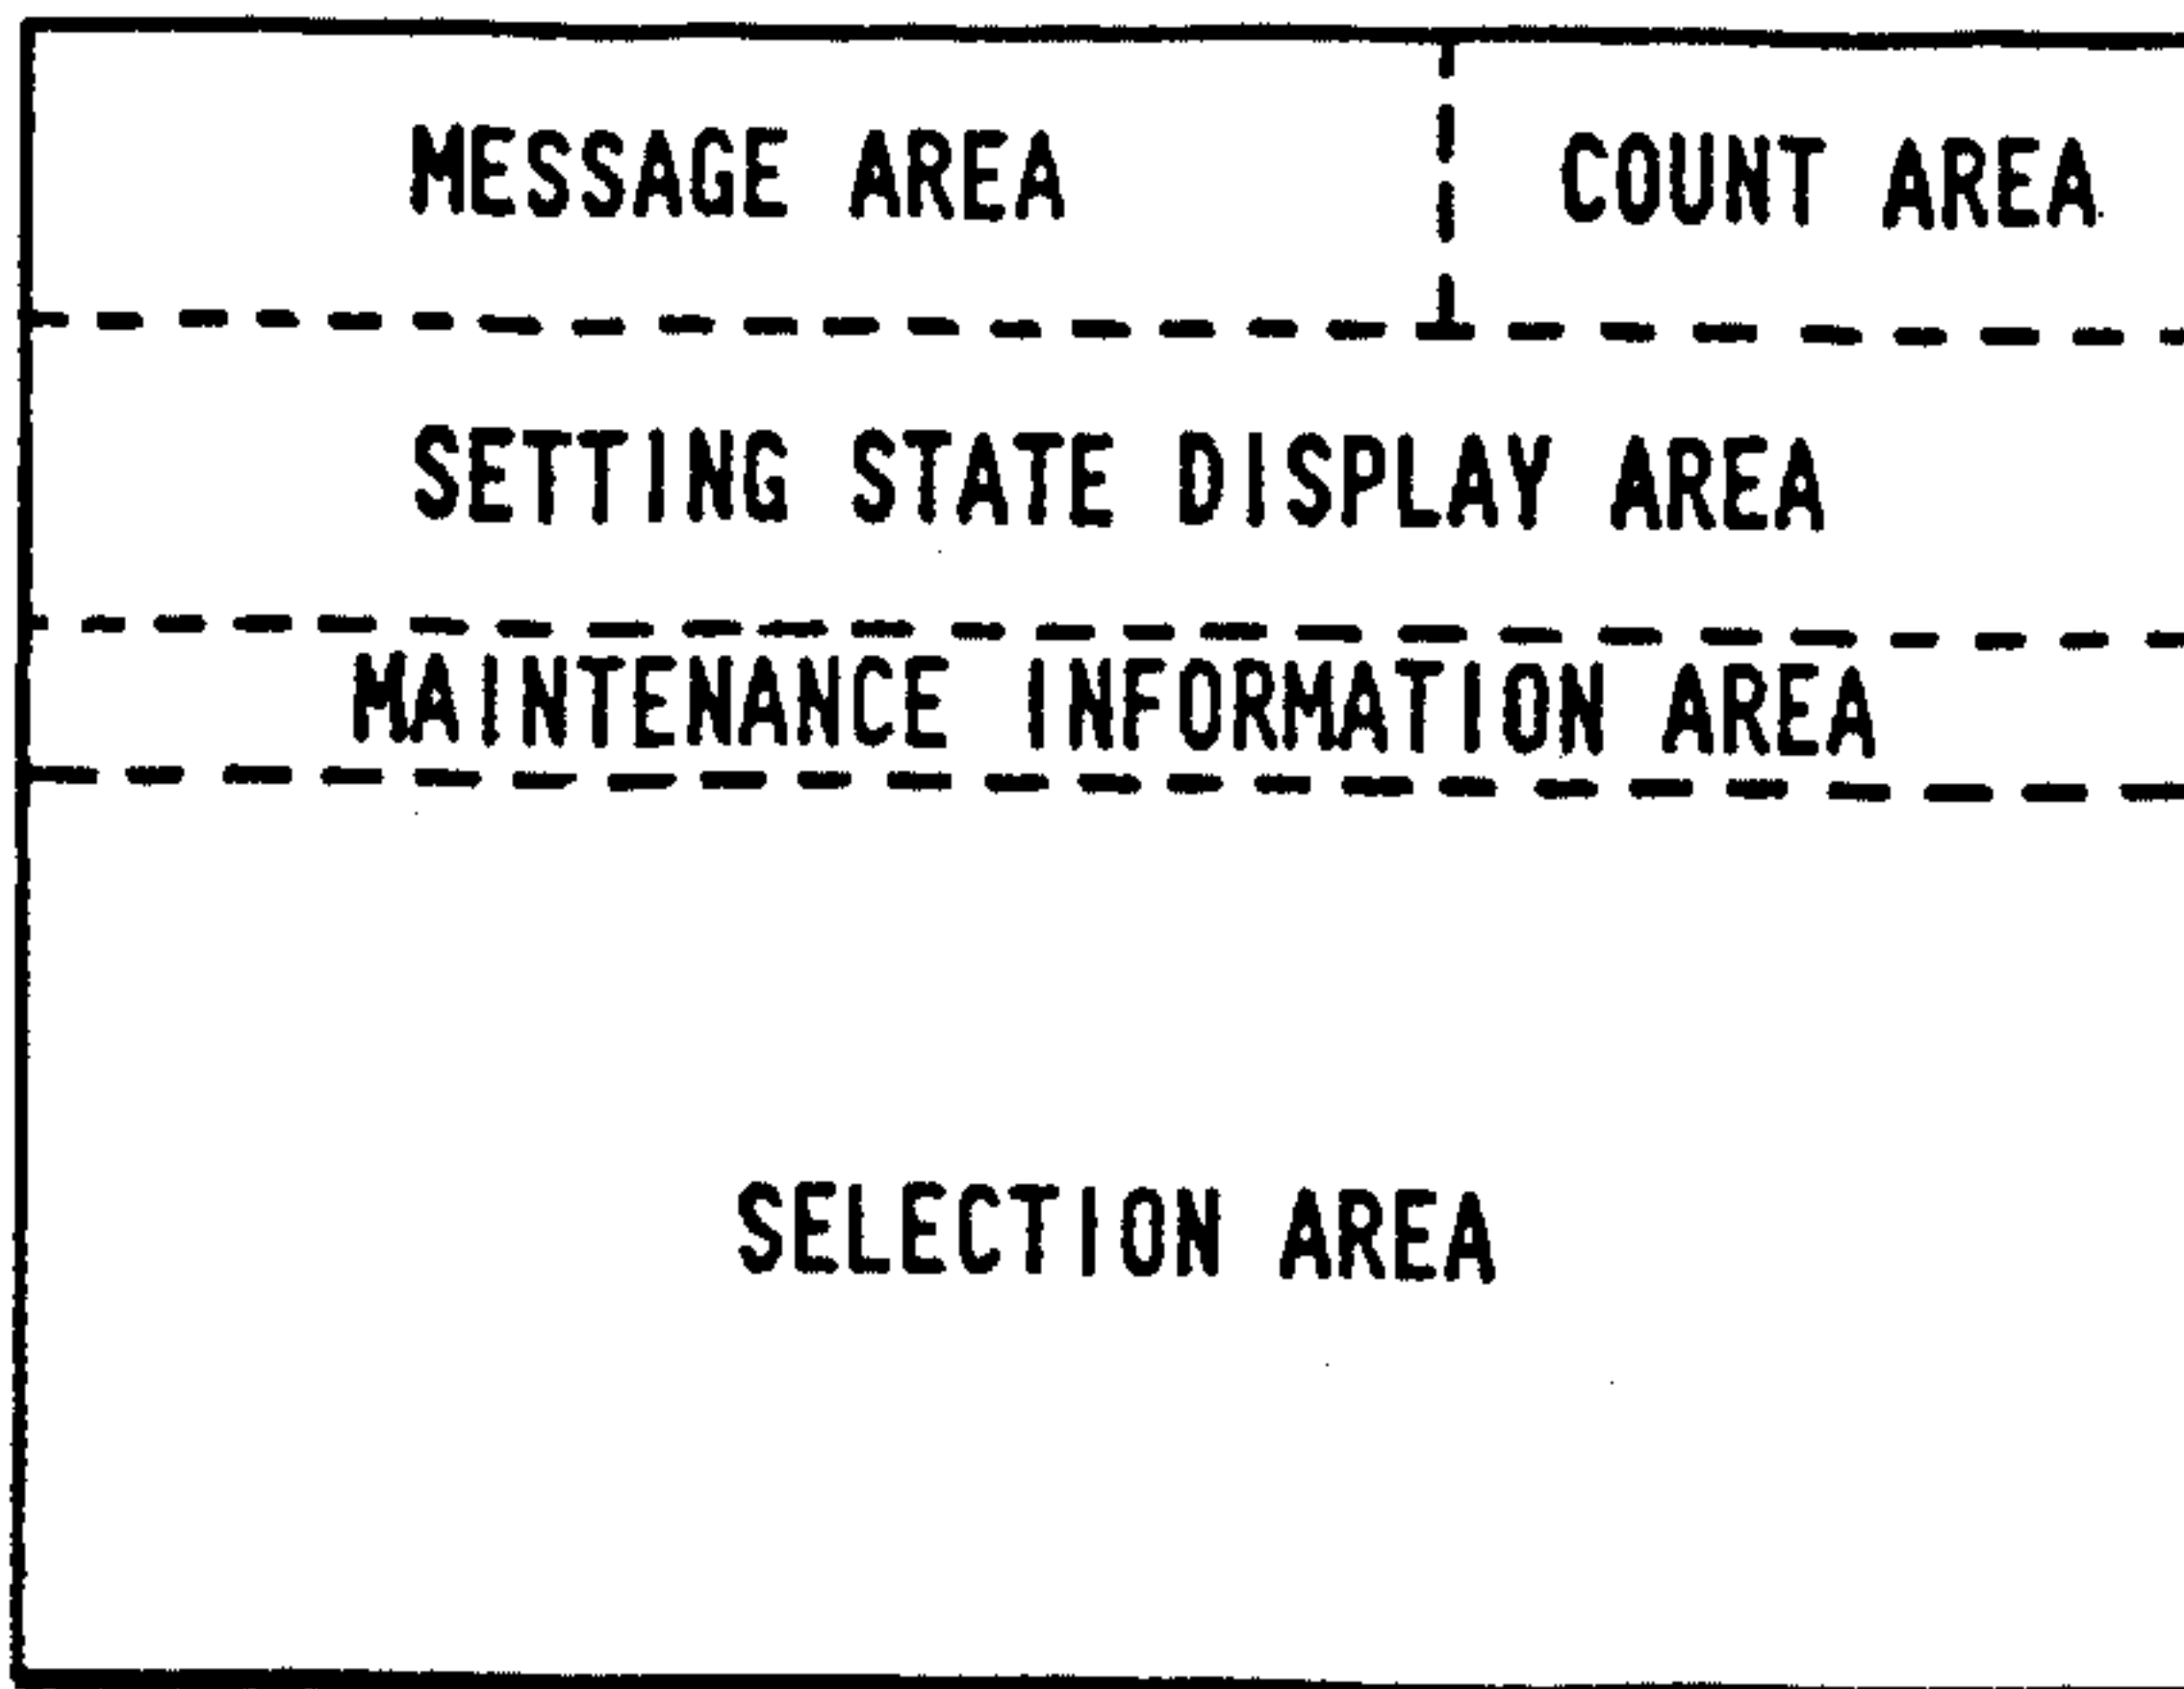 MESSAGE AREA
COUNT AREA
SETTING STATE DISPLAY AREA
MAINTENANCE INFORMATION AREA
SELECTION AREA